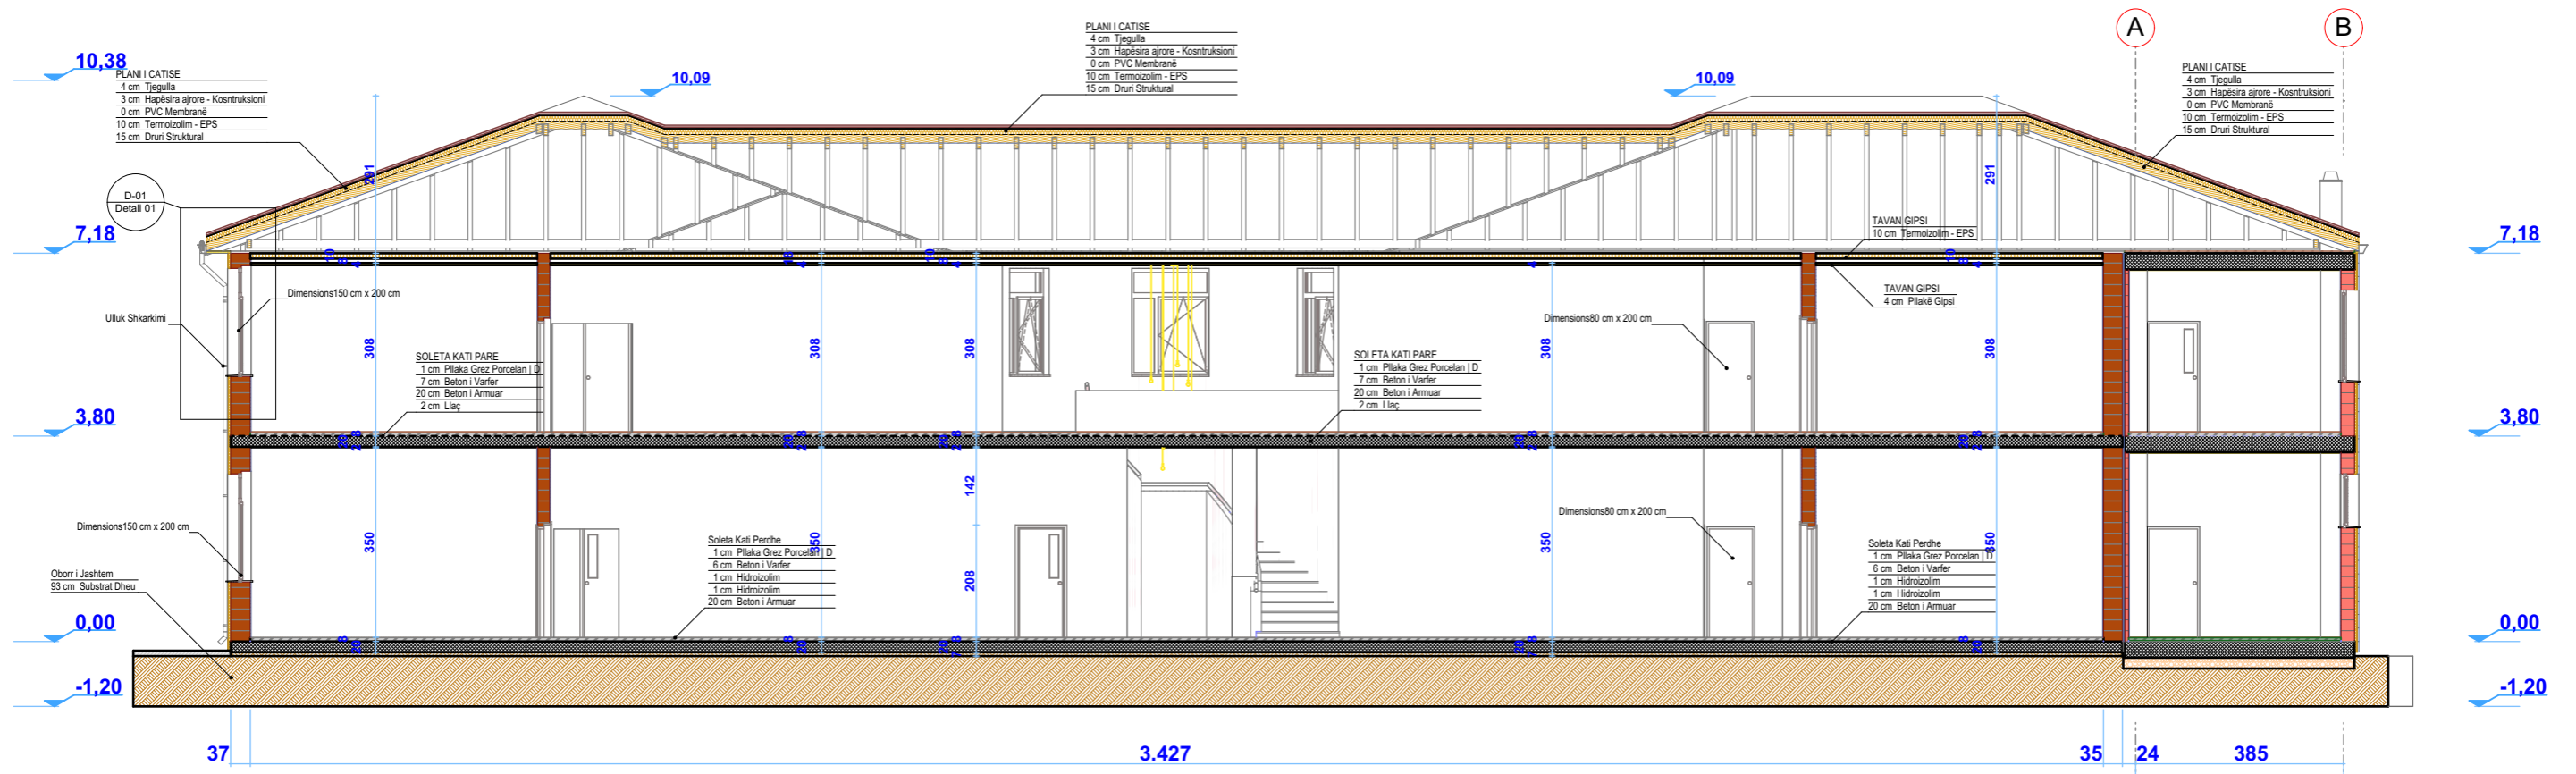 A
B
PLANI I CATISE
4 cm Tjegulla
3 cm Hapësira ajrore - Kosntruksioni
0 cm PVC Membranë
10 cm Termoizolim - EPS
15 cm Druri Struktural
10,38
PLANI I CATISE
4 cm Tjegulla
3 cm Hapësira ajrore - Kosntruksioni
0 cm PVC Membranë
10 cm Termoizolim - EPS
15 cm Druri Struktural
10,09
10,09
PLANI I CATISE
4 cm Tjegulla
3 cm Hapësira ajrore - Kosntruksioni
0 cm PVC Membranë
10 cm Termoizolim - EPS
15 cm Druri Struktural
291
291
D-01
Detali 01
7,18
TAVAN GIPSI
10 cm Termoizolim - EPS
7,18
Dimensions150 cm x 200 cm
TAVAN GIPSI
4 cm Pllakë Gipsi
Ulluk Shkarkimi
Dimensions80 cm x 200 cm
308
308
308
308
308
SOLETA KATI PARE
1 cm Pllaka Grez Porcelan | D
7 cm Beton i Varfer
20 cm Beton i Armuar
2 cm Llaç
SOLETA KATI PARE
1 cm Pllaka Grez Porcelan | D
7 cm Beton i Varfer
20 cm Beton i Armuar
2 cm Llaç
3,80
3,80
142
Dimensions150 cm x 200 cm
Dimensions80 cm x 200 cm
350
350
350
350
208
Soleta Kati Perdhe
1 cm Pllaka Grez Porcelan | D
6 cm Beton i Varfer
1 cm Hidroizolim
1 cm Hidroizolim
20 cm Beton i Armuar
Soleta Kati Perdhe
1 cm Pllaka Grez Porcelan | D
6 cm Beton i Varfer
1 cm Hidroizolim
1 cm Hidroizolim
20 cm Beton i Armuar
Oborr i Jashtem
93 cm Substrat Dheu
0,00
0,00
-1,20
-1,20
37
3.427
35
24
385